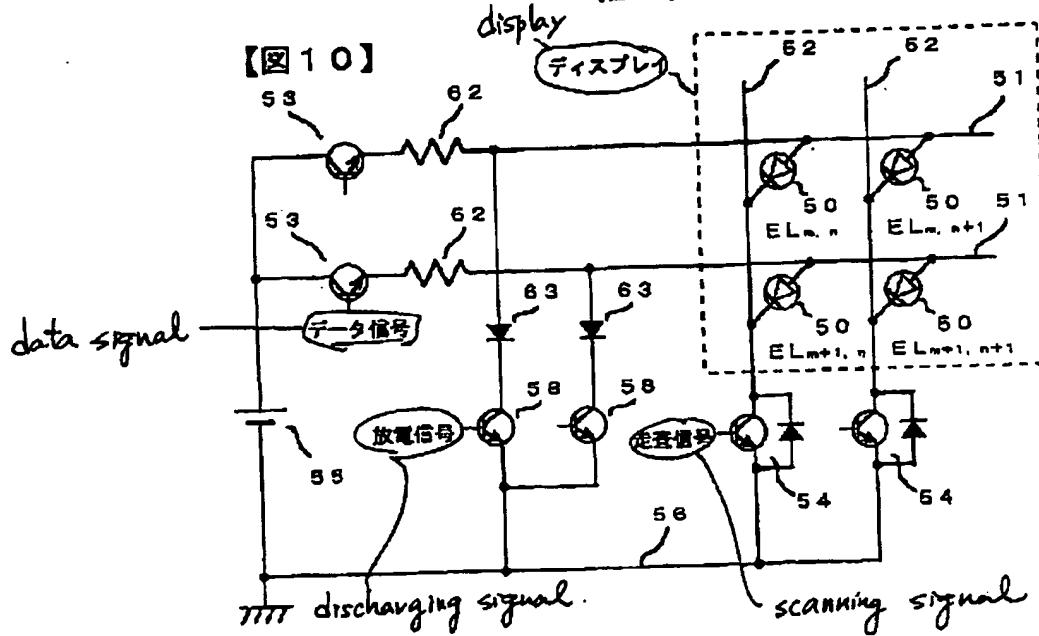 display
ディスプレイ
【図10】
53
62
52
52
51
50
50
ELm,n
ELm,n+1
53
62
51
63
63
50
50
ELm+1,n
ELm+1,n+1
data signal
データ信号
58
58
放電信号
走査信号
55
54
54
56
discharging signal.
scanning signal